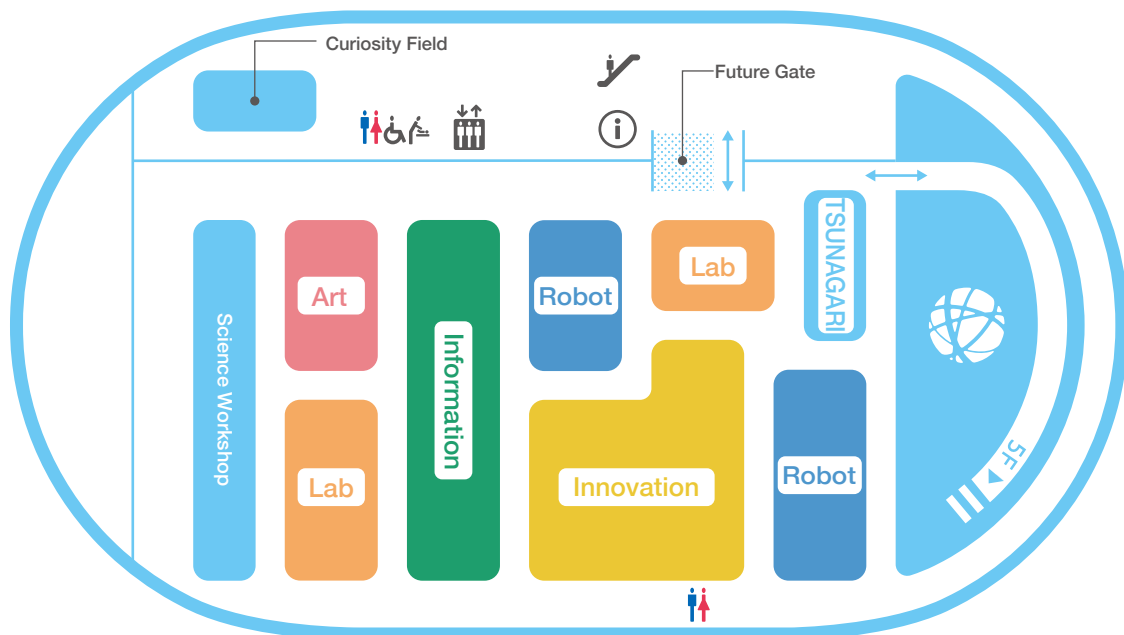 Curiosity Field
Future Gate
i
TSUNAGARI
Lab
Robot
Art
Information
Science Workshop
Lab
Innovation
Robot
5F